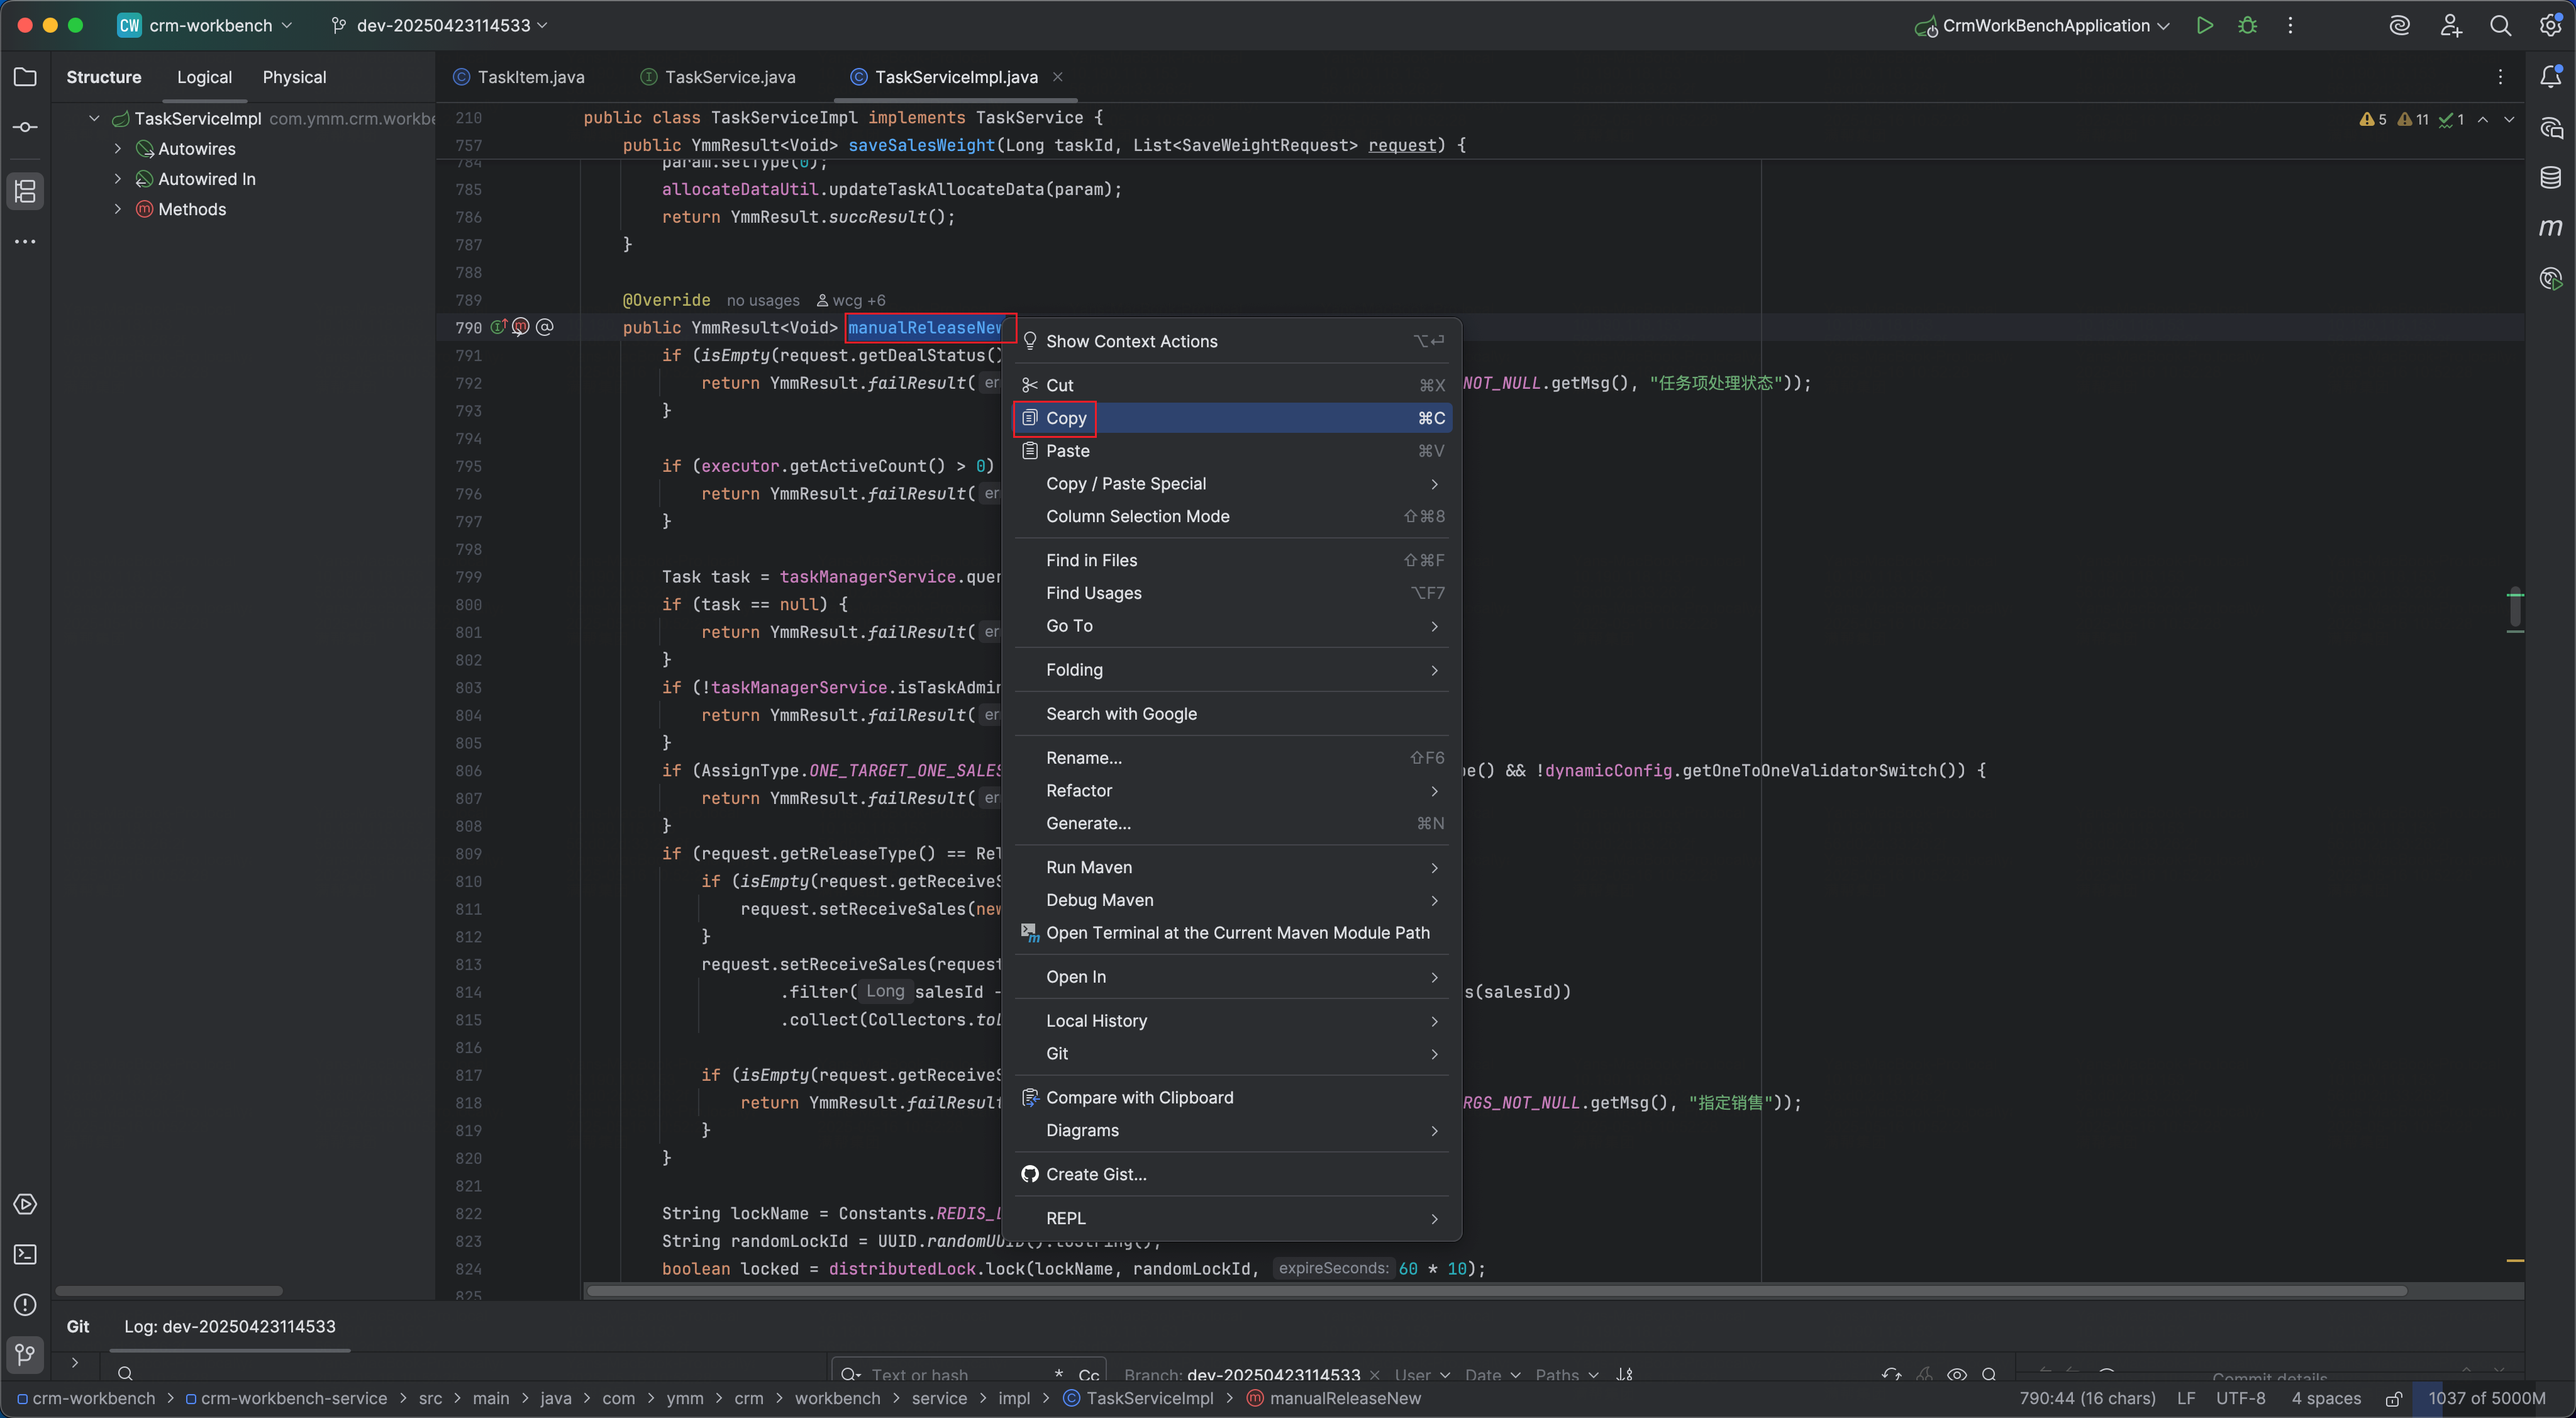 CW crm-workbench dev-20250423114533 CrmWorkBenchApplication
Structure Logical Physical
TaskItem.java TaskService.java TaskServiceImpl.java
TaskServiceImpl com.ymm.crm.workbe
Autowires
Autowired In
Methods
5 11 1
210 public class TaskServiceImpl implements TaskService {
757 public YmmResult<Void> saveSalesWeight(Long taskId, List<SaveWeightRequest> request) {
784 param.setType(0);
785 allocateDataUtil.updateTaskAllocateData(param);
786 return YmmResult.succResult();
787 }
788
789 @Override no usages wcg +6
790 public YmmResult<Void> manualReleaseNew
791 if (isEmpty(request.getDealStatus()
792 return YmmResult.failResult( er NOT_NULL.getMsg(), "任务项处理状态"));
793 }
794
795 if (executor.getActiveCount() > 0)
796 return YmmResult.failResult( er
797 }
798
799 Task task = taskManagerService.quer
800 if (task == null) {
801 return YmmResult.failResult( er
802 }
803 if (!taskManagerService.isTaskAdmin
804 return YmmResult.failResult( er
805 }
806 if (AssignType.ONE_TARGET_ONE_SALES pe() && !dynamicConfig.getOneToOneValidatorSwitch()) {
807 return YmmResult.failResult( er
808 }
809 if (request.getReleaseType() == Rel
810 if (isEmpty(request.getReceiveS
811 request.setReceiveSales(new
812 }
813 request.setReceiveSales(request
814 .filter( Long salesId - s(salesId))
815 .collect(Collectors.toL
816
817 if (isEmpty(request.getReceiveS
818 return YmmResult.failResult RGS_NOT_NULL.getMsg(), "指定销售"));
819 }
820 }
821
822 String lockName = Constants.REDIS_L
823 String randomLockId = UUID.randomUUID().toString();
824 boolean locked = distributedLock.lock(lockName, randomLockId, expireSeconds: 60 * 10);
825
Show Context Actions ⌥↩
Cut ⌘X
Copy ⌘C
Paste ⌘V
Copy / Paste Special
Column Selection Mode ⇧⌘8
Find in Files ⇧⌘F
Find Usages ⌥F7
Go To
Folding
Search with Google
Rename... ⇧F6
Refactor
Generate... ⌘N
Run Maven
Debug Maven
Open Terminal at the Current Maven Module Path
Open In
Local History
Git
Compare with Clipboard
Diagrams
Create Gist...
REPL
Git Log: dev-20250423114533
Text or hash .* Cc Branch: dev-20250423114533 User Date Paths Commit details
crm-workbench > crm-workbench-service > src > main > java > com > ymm > crm > workbench > service > impl > TaskServiceImpl > manualReleaseNew 790:44 (16 chars) LF UTF-8 4 spaces 1037 of 5000M